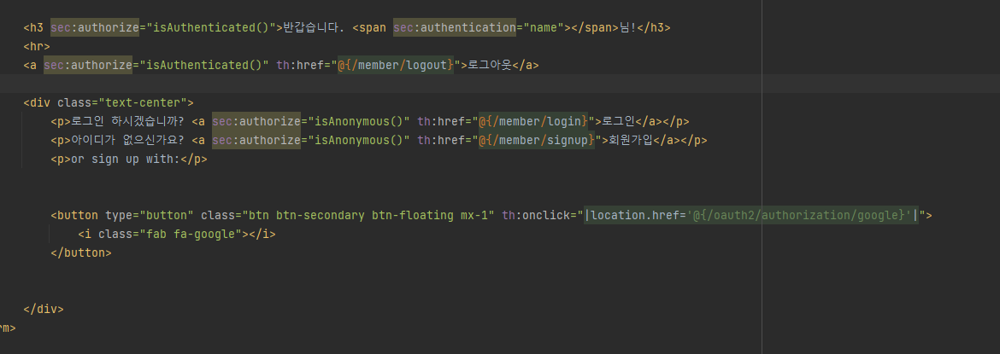 <h3 sec:authorize="isAuthenticated()">반갑습니다. <span sec:authentication="name"></span>님!</h3>
<hr>
<a sec:authorize="isAuthenticated()" th:href="@{/member/logout}">로그아웃</a>
<div class="text-center">
<p>로그인 하시겠습니까? <a sec:authorize="isAnonymous()" th:href="@{/member/login}">로그인</a></p>
<p>아이디가 없으신가요? <a sec:authorize="isAnonymous()" th:href="@{/member/signup}">회원가입</a></p>
<p>or sign up with:</p>
<button type="button" class="btn btn-secondary btn-floating mx-1" th:onclick="|location.href='@{/oauth2/authorization/google}'|">
<i class="fab fa-google"></i>
</button>
</div>
rm>